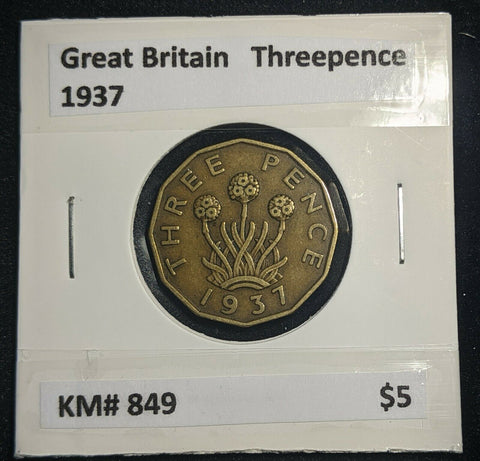 Great Britain Threepence
1937
THREE PENCE
1937
KM# 849 $5